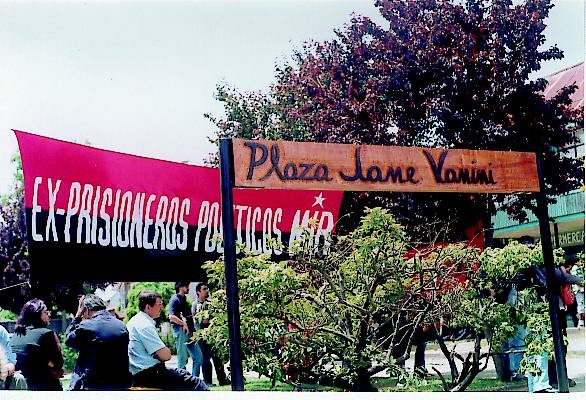 Plaza Jane Vanini
EX-PRISIONEROS POLITICOS MIR